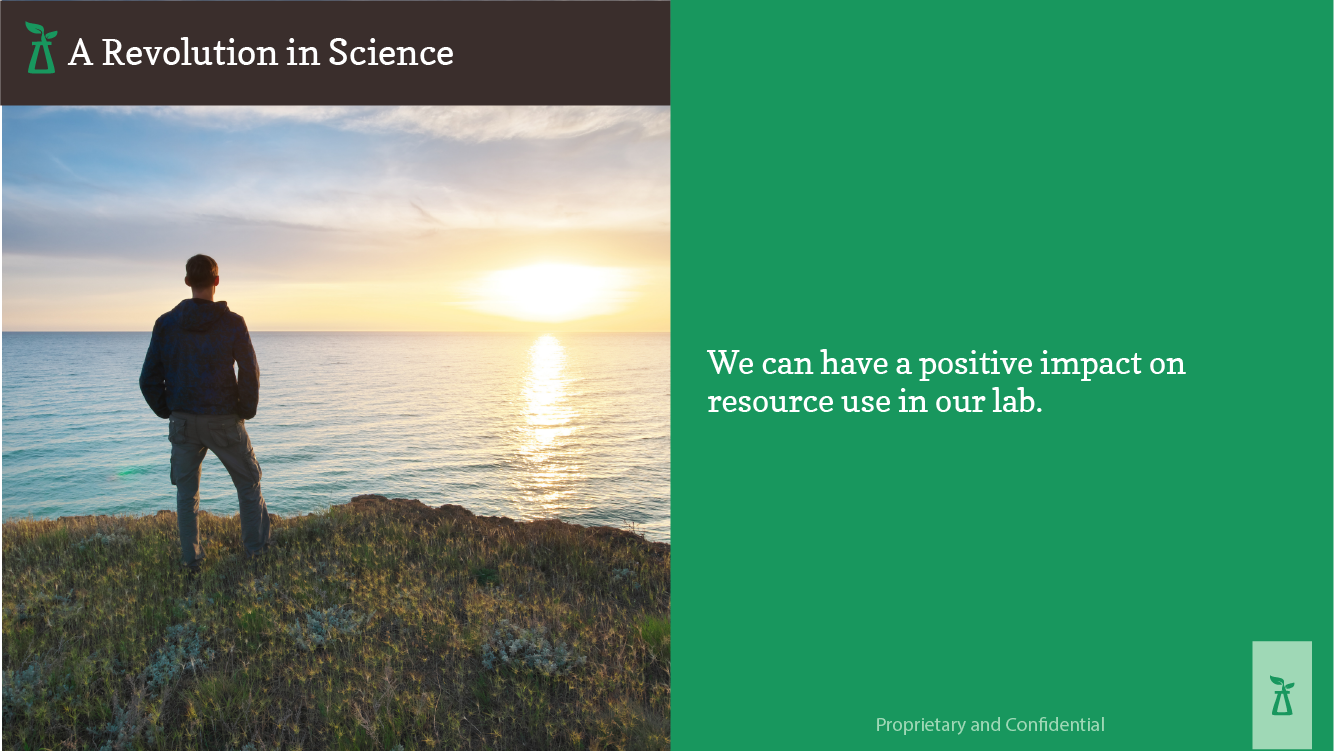 A Revolution in Science
We can have a positive impact on
resource use in our lab.
Proprietary and Confidential